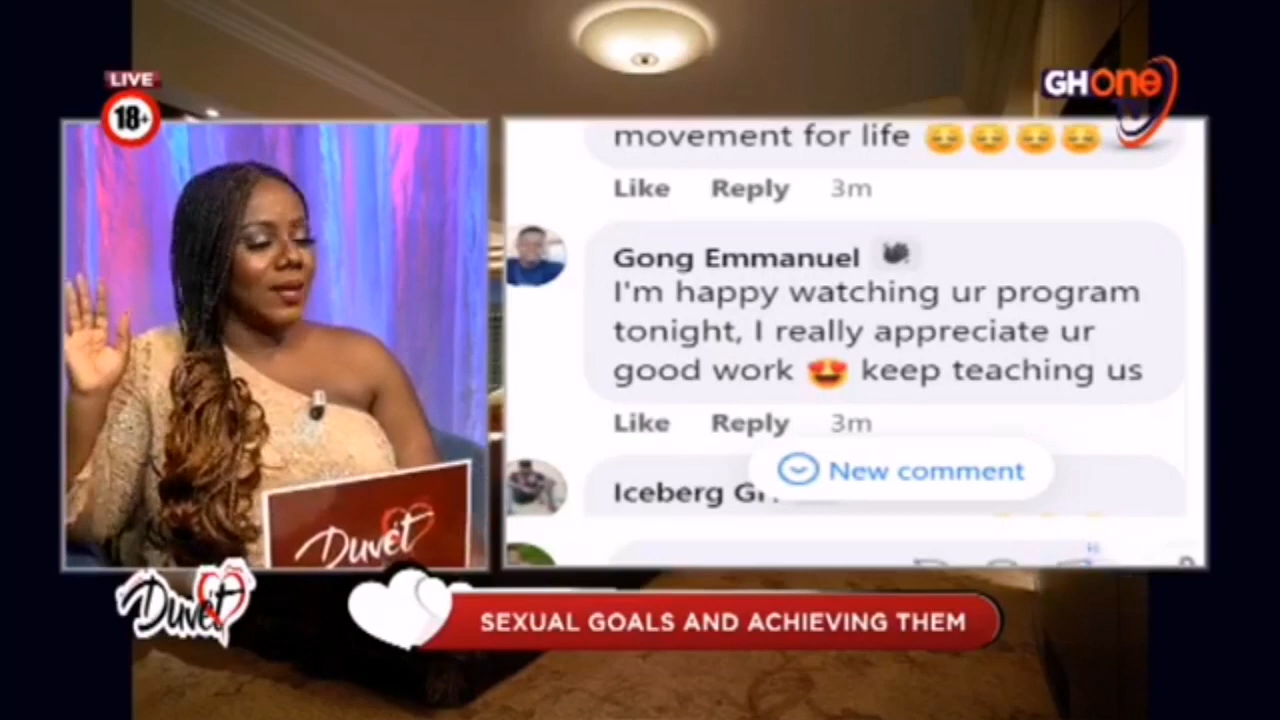 LIVE
18+
GHOne
TV
movement for life
Like Reply 3m
Gong Emmanuel
I'm happy watching ur program
tonight, I really appreciate ur
good work keep teaching us
Like Reply 3m
New comment
Iceberg
Duvet
Duvet
SEXUAL GOALS AND ACHIEVING THEM